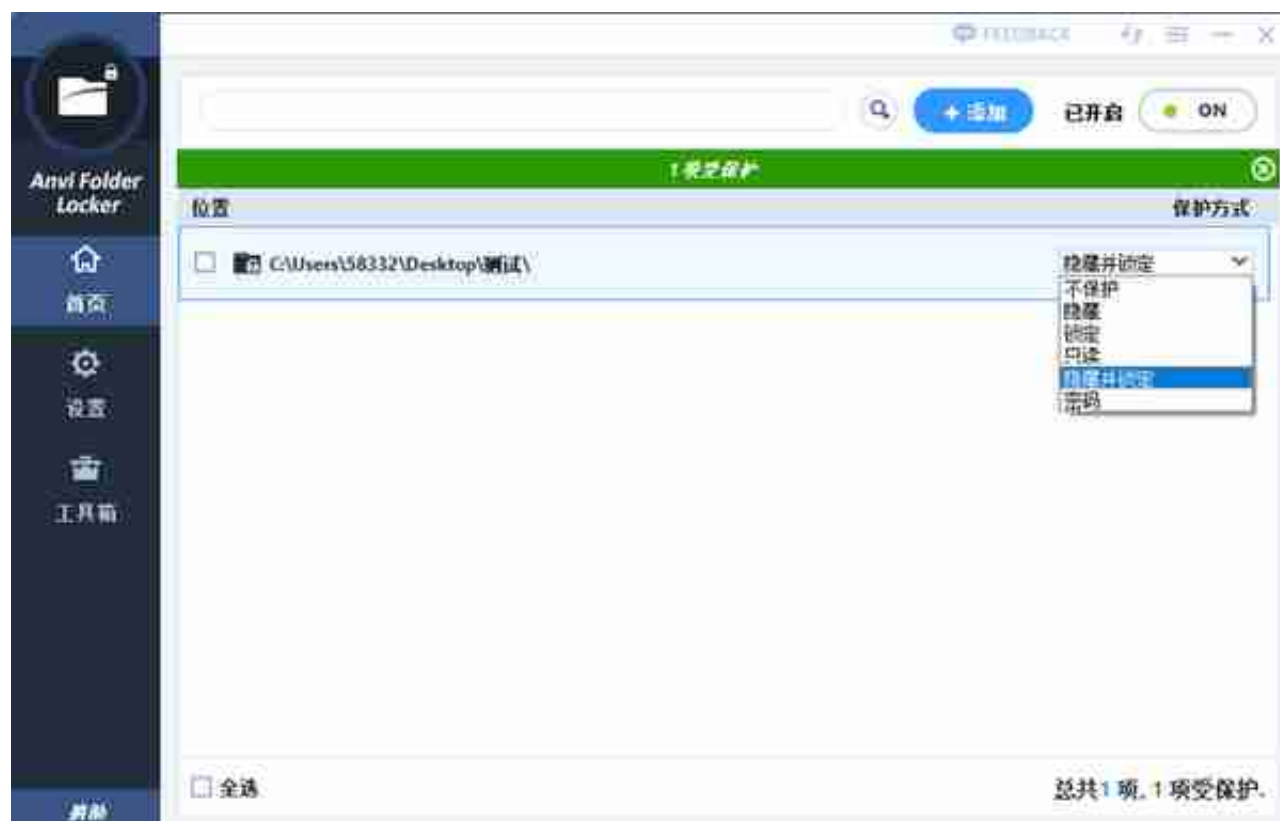 FEEDBACK
+ 添加
已开启
ON
1 项受保护
Anvi Folder
Locker
位置
保护方式
首页
C:\Users\58332\Desktop\测试\
隐藏并锁定
不保护
隐藏
锁定
只读
隐藏并锁定
密码
设置
工具箱
全选
总共1 项, 1 项受保护.
帮助